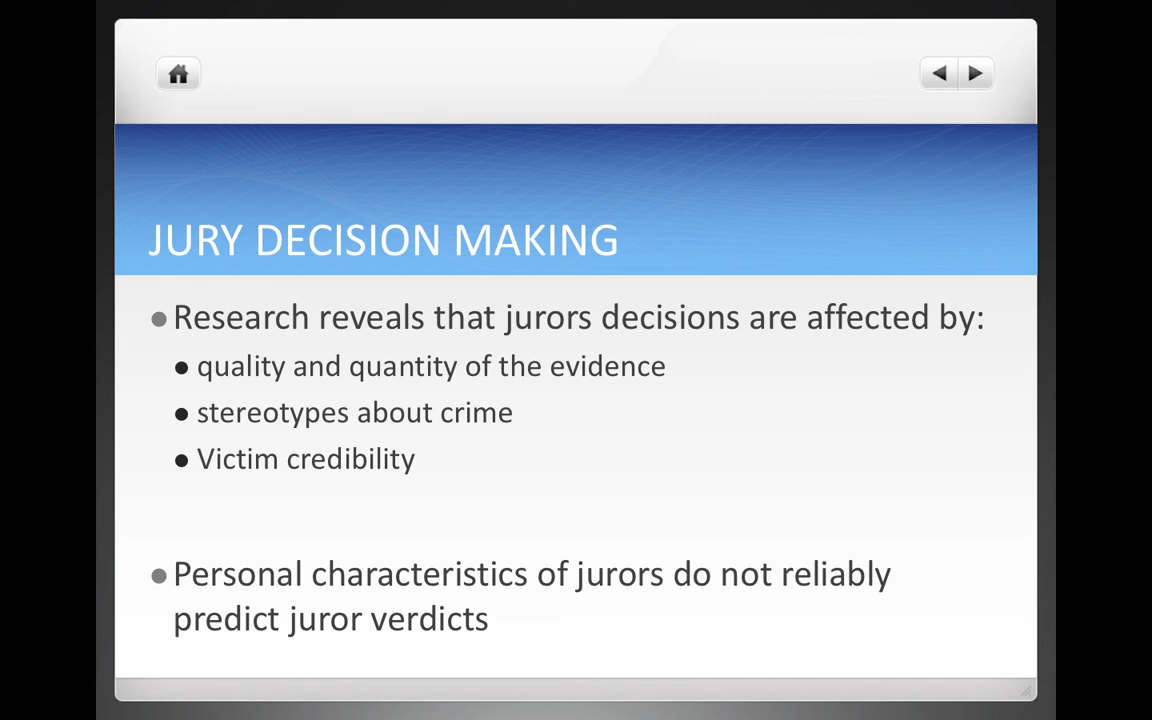 JURY DECISION MAKING
Research reveals that jurors decisions are affected by:
quality and quantity of the evidence
stereotypes about crime
Victim credibility
Personal characteristics of jurors do not reliably
predict juror verdicts